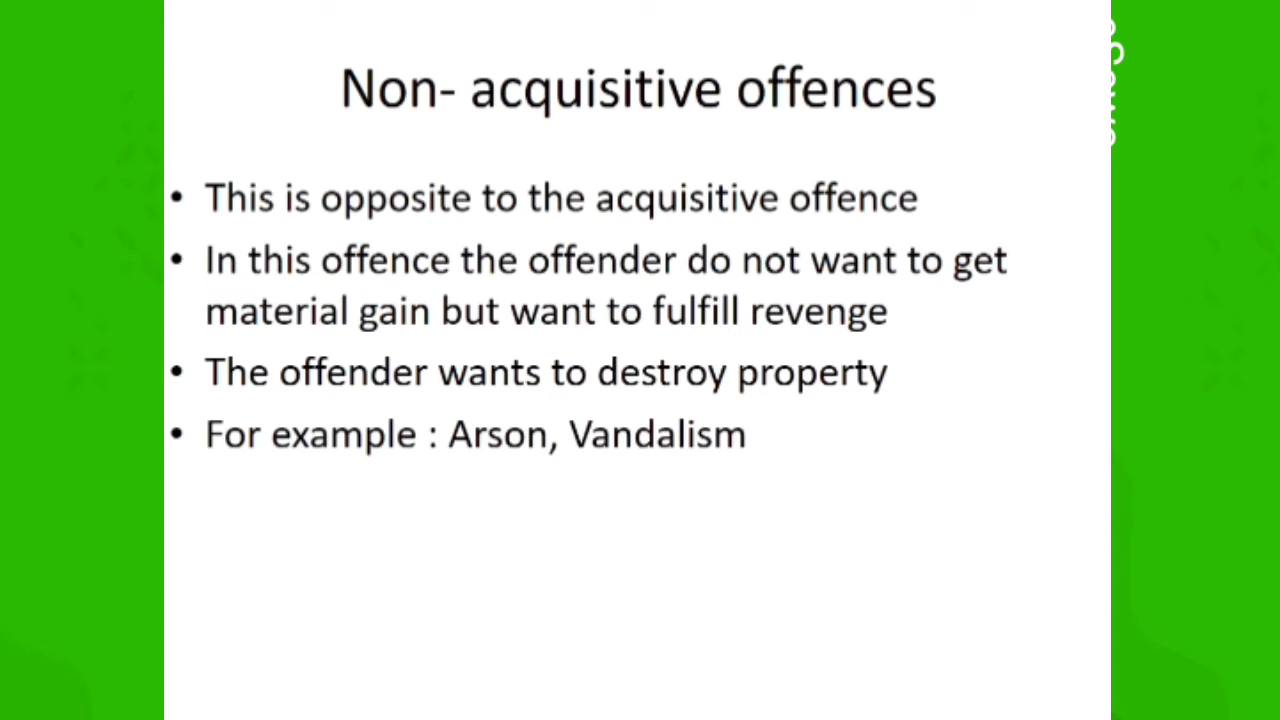 Non- acquisitive offences
• This is opposite to the acquisitive offence
• In this offence the offender do not want to get
material gain but want to fulfill revenge
• The offender wants to destroy property
• For example : Arson, Vandalism